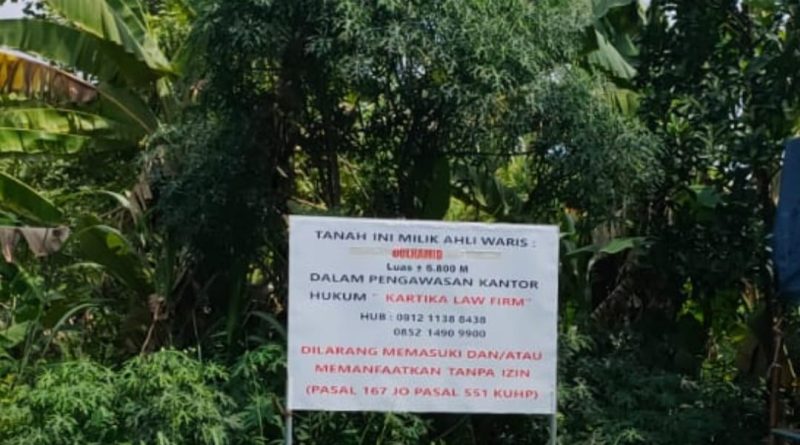 TANAH INI MILIK AHLI WARIS :
DULHAMID
Luas ± 6.800 M
DALAM PENGAWASAN KANTOR
HUKUM " KARTIKA LAW FIRM"
HUB : 0812 1138 8438
0852 1490 9900
DILARANG MEMASUKI DAN/ATAU
MEMANFAATKAN TANPA IZIN
(PASAL 167 JO PASAL 551 KUHP)